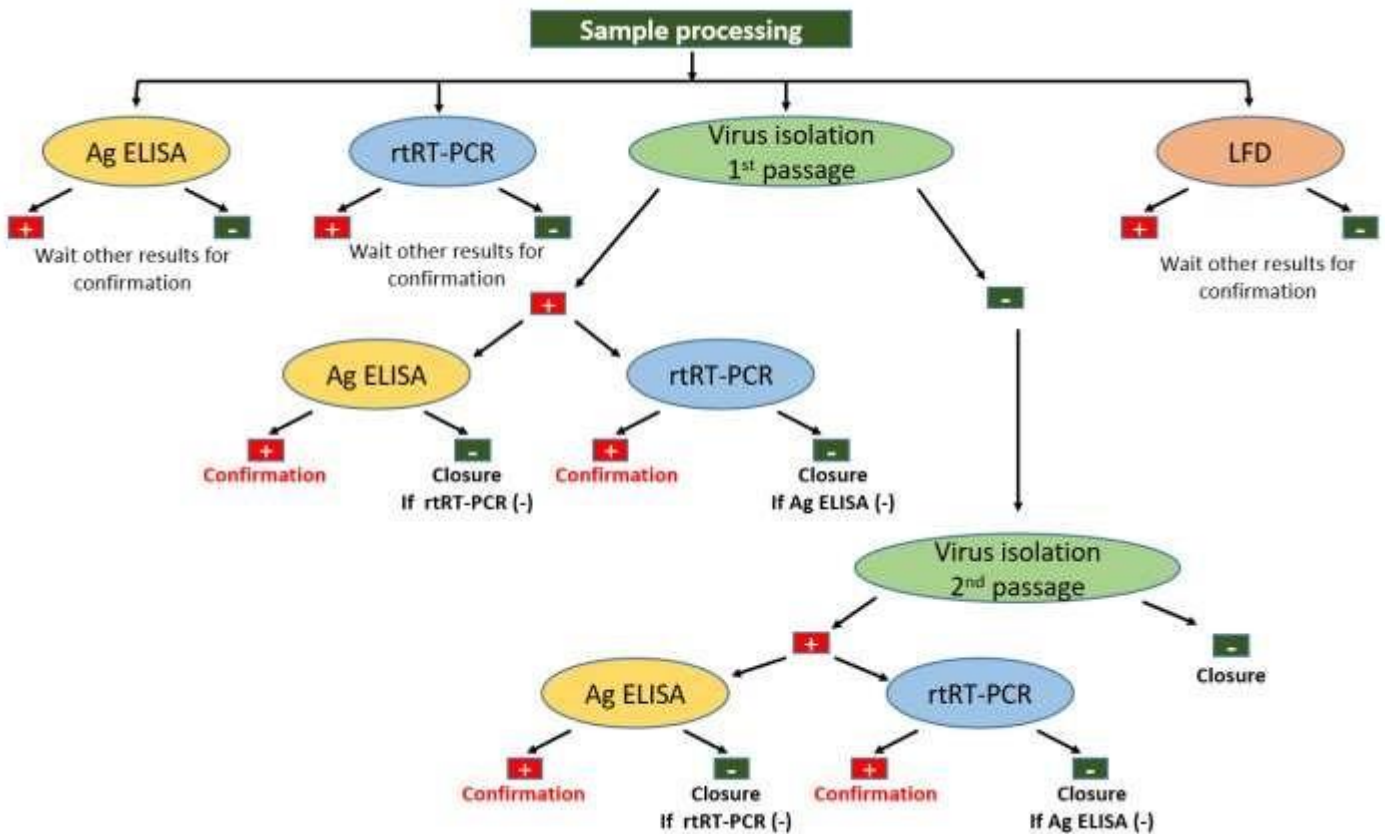 Sample processing
Ag ELISA
rtRT-PCR
Virus isolation
1st passage
LFD
+
-
+
-
+
-
Wait other results for
confirmation
Wait other results for
confirmation
Wait other results for
confirmation
+
-
Ag ELISA
rtRT-PCR
+
-
+
-
Confirmation
Closure
If rtRT-PCR (-)
Confirmation
Closure
If Ag ELISA (-)
Virus isolation
2nd passage
+
-
Closure
Ag ELISA
rtRT-PCR
+
-
+
-
Confirmation
Closure
If rtRT-PCR (-)
Confirmation
Closure
If Ag ELISA (-)